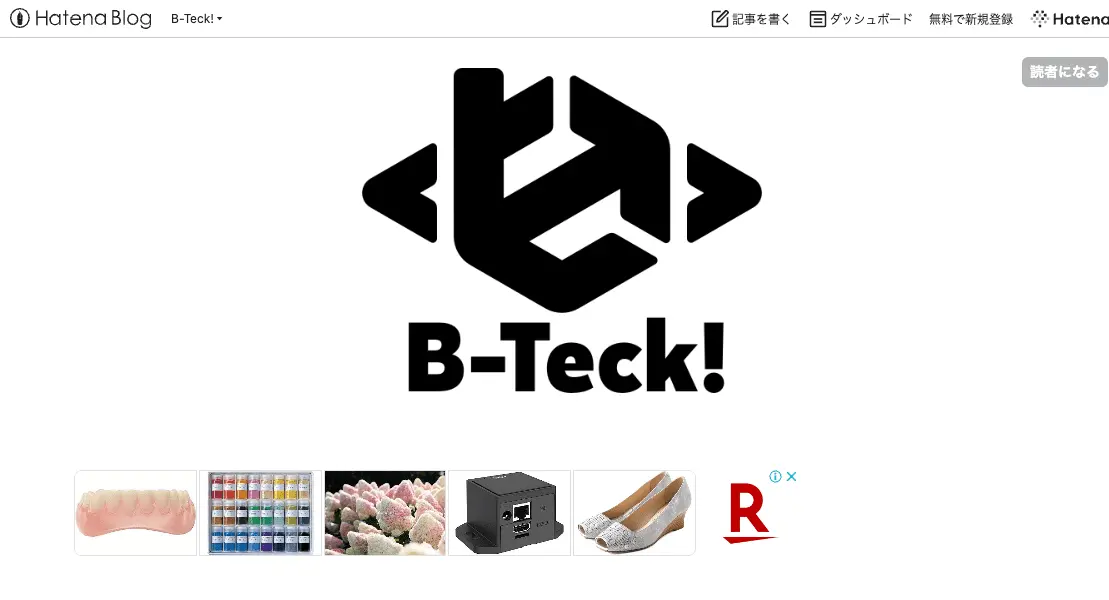 Hatena Blog
B-Teck!
記事を書く
ダッシュボード
無料で新規登録
Hatena
読者になる
B-Teck!
R